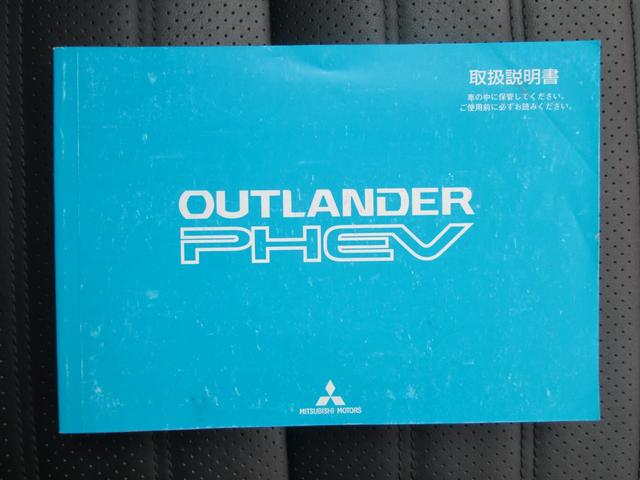 取扱説明書
車の中に保管してください。
ご使用前に必ずお読みください。
OUTLANDER
PHEV
MITSUBISHI MOTORS